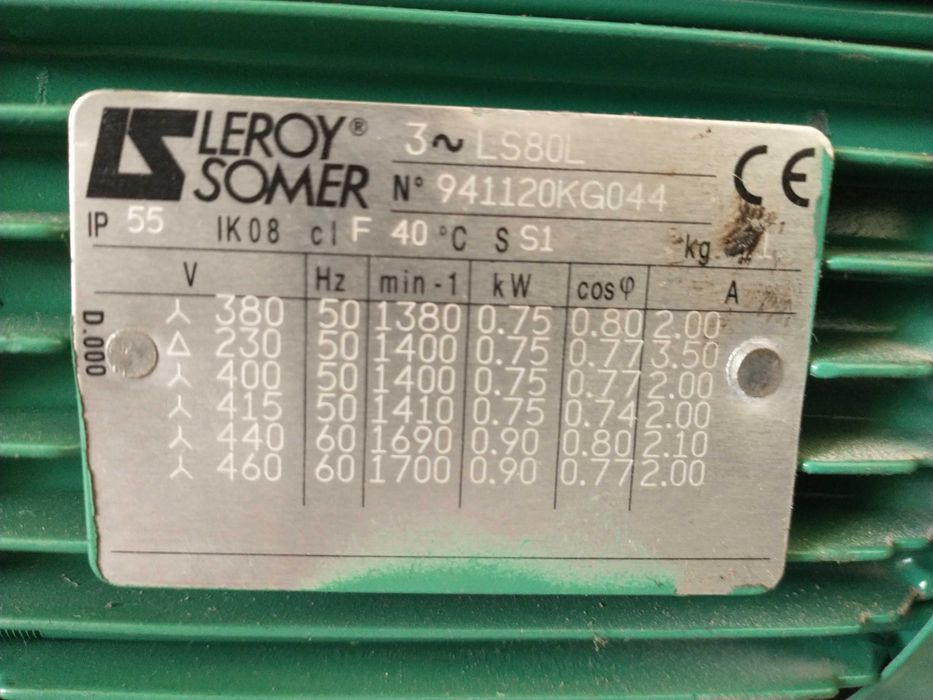 LEROY® 3~ LS80L
SOMER N° 941120KG044 CE
IP 55 IK08 cl F 40 °C S S1 kg
V Hz min-1 kW cosφ A
380 50 1380 0.75 0.80 2.00
Δ 230 50 1400 0.75 0.77 3.50
400 50 1400 0.75 0.77 2.00
415 50 1410 0.75 0.74 2.00
440 60 1690 0.90 0.80 2.10
460 60 1700 0.90 0.77 2.00
D.000